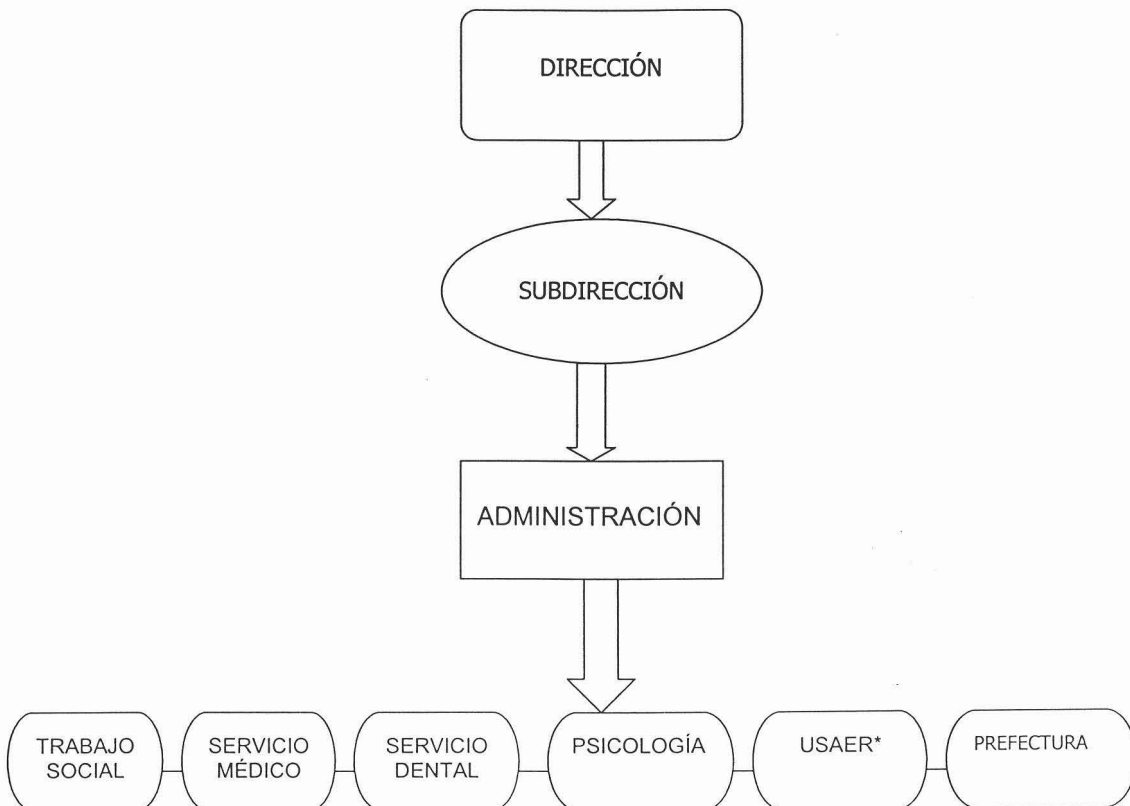 DIRECCIÓN
SUBDIRECCIÓN
ADMINISTRACIÓN
TRABAJO
SOCIAL
SERVICIO
MÉDICO
SERVICIO
DENTAL
PSICOLOGÍA
USAER*
PREFECTURA